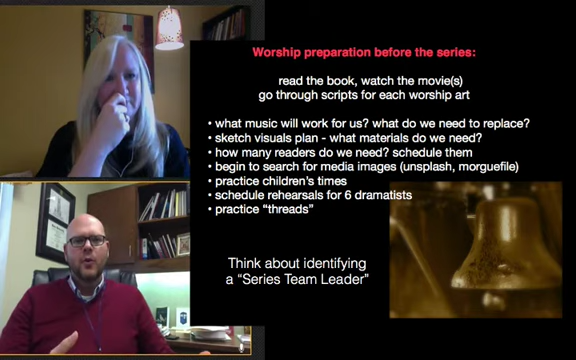 Worship preparation before the series:
read the book, watch the movie(s)
go through scripts for each worship art
• what music will work for us? what do we need to replace?
• sketch visuals plan - what materials do we need?
• how many readers do we need? schedule them
• begin to search for media images (unsplash, morguefile)
• practice children's times
• schedule rehearsals for 6 dramatists
• practice “threads”
Think about identifying
a “Series Team Leader”